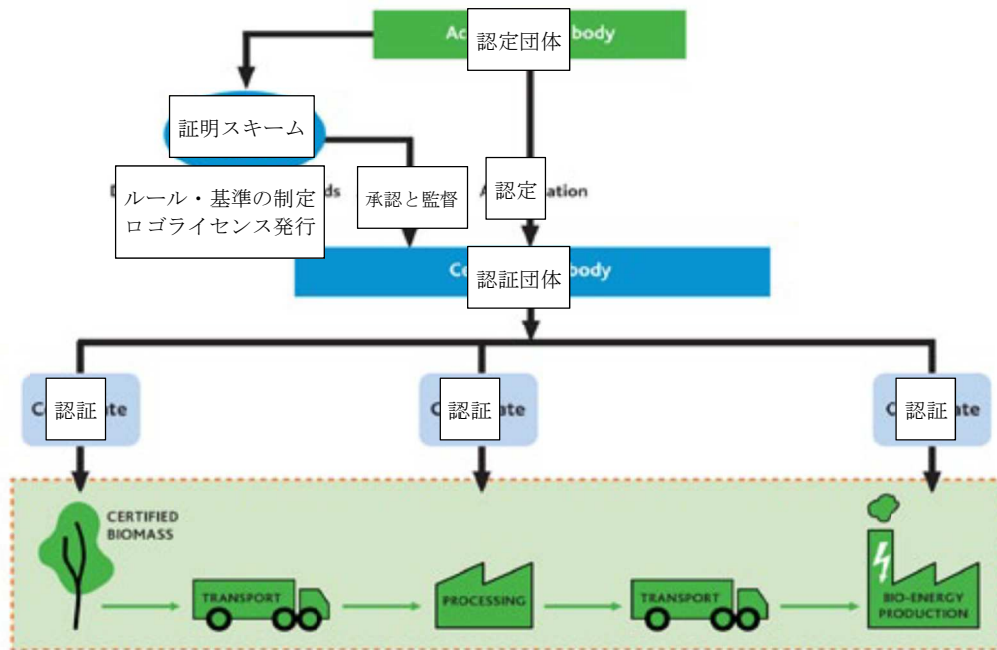 認定団体
body
証明スキーム
ルール・基準の制定
ロゴライセンス発行
承認と監督
認定
認証団体
body
認証
認証
認証
CERTIFIED
BIOMASS
TRANSPORT
PROCESSING
TRANSPORT
BIO-ENERGY
PRODUCTION